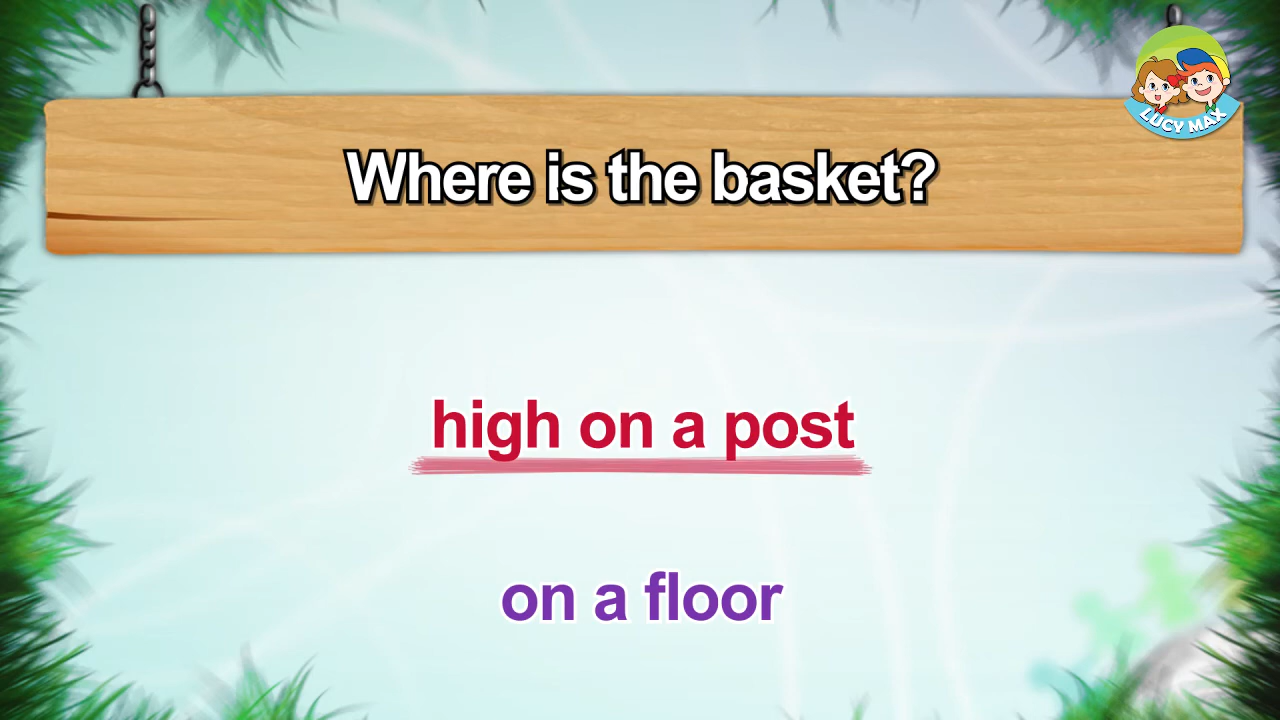 LUCY MAX
Where is the basket?
high on a post
on a floor